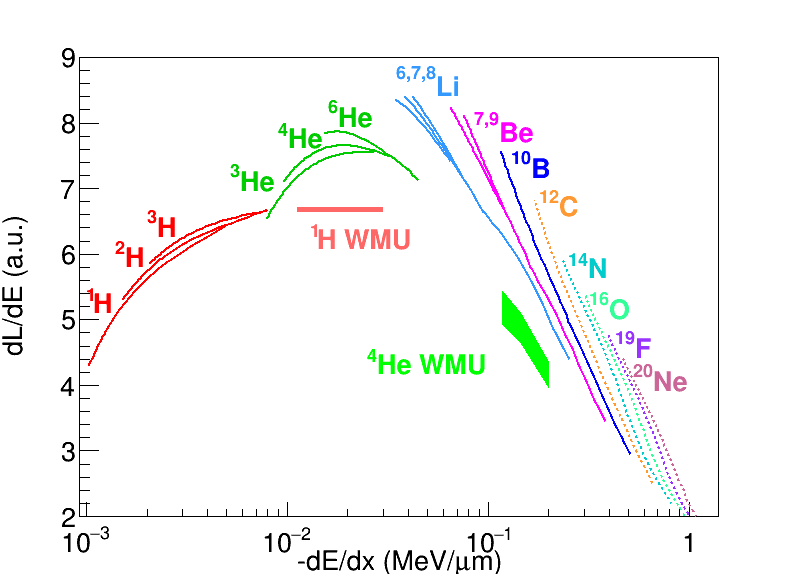 9
8
7
6
5
4
3
2
dL/dE (a.u.)
6,7,8Li
7,9Be
6He
4He
3He
10B
12C
3H
2H
1H
1H WMU
14N
16O
19F
20Ne
4He WMU
10−3 10−2 10−1 1
-dE/dx (MeV/μm)